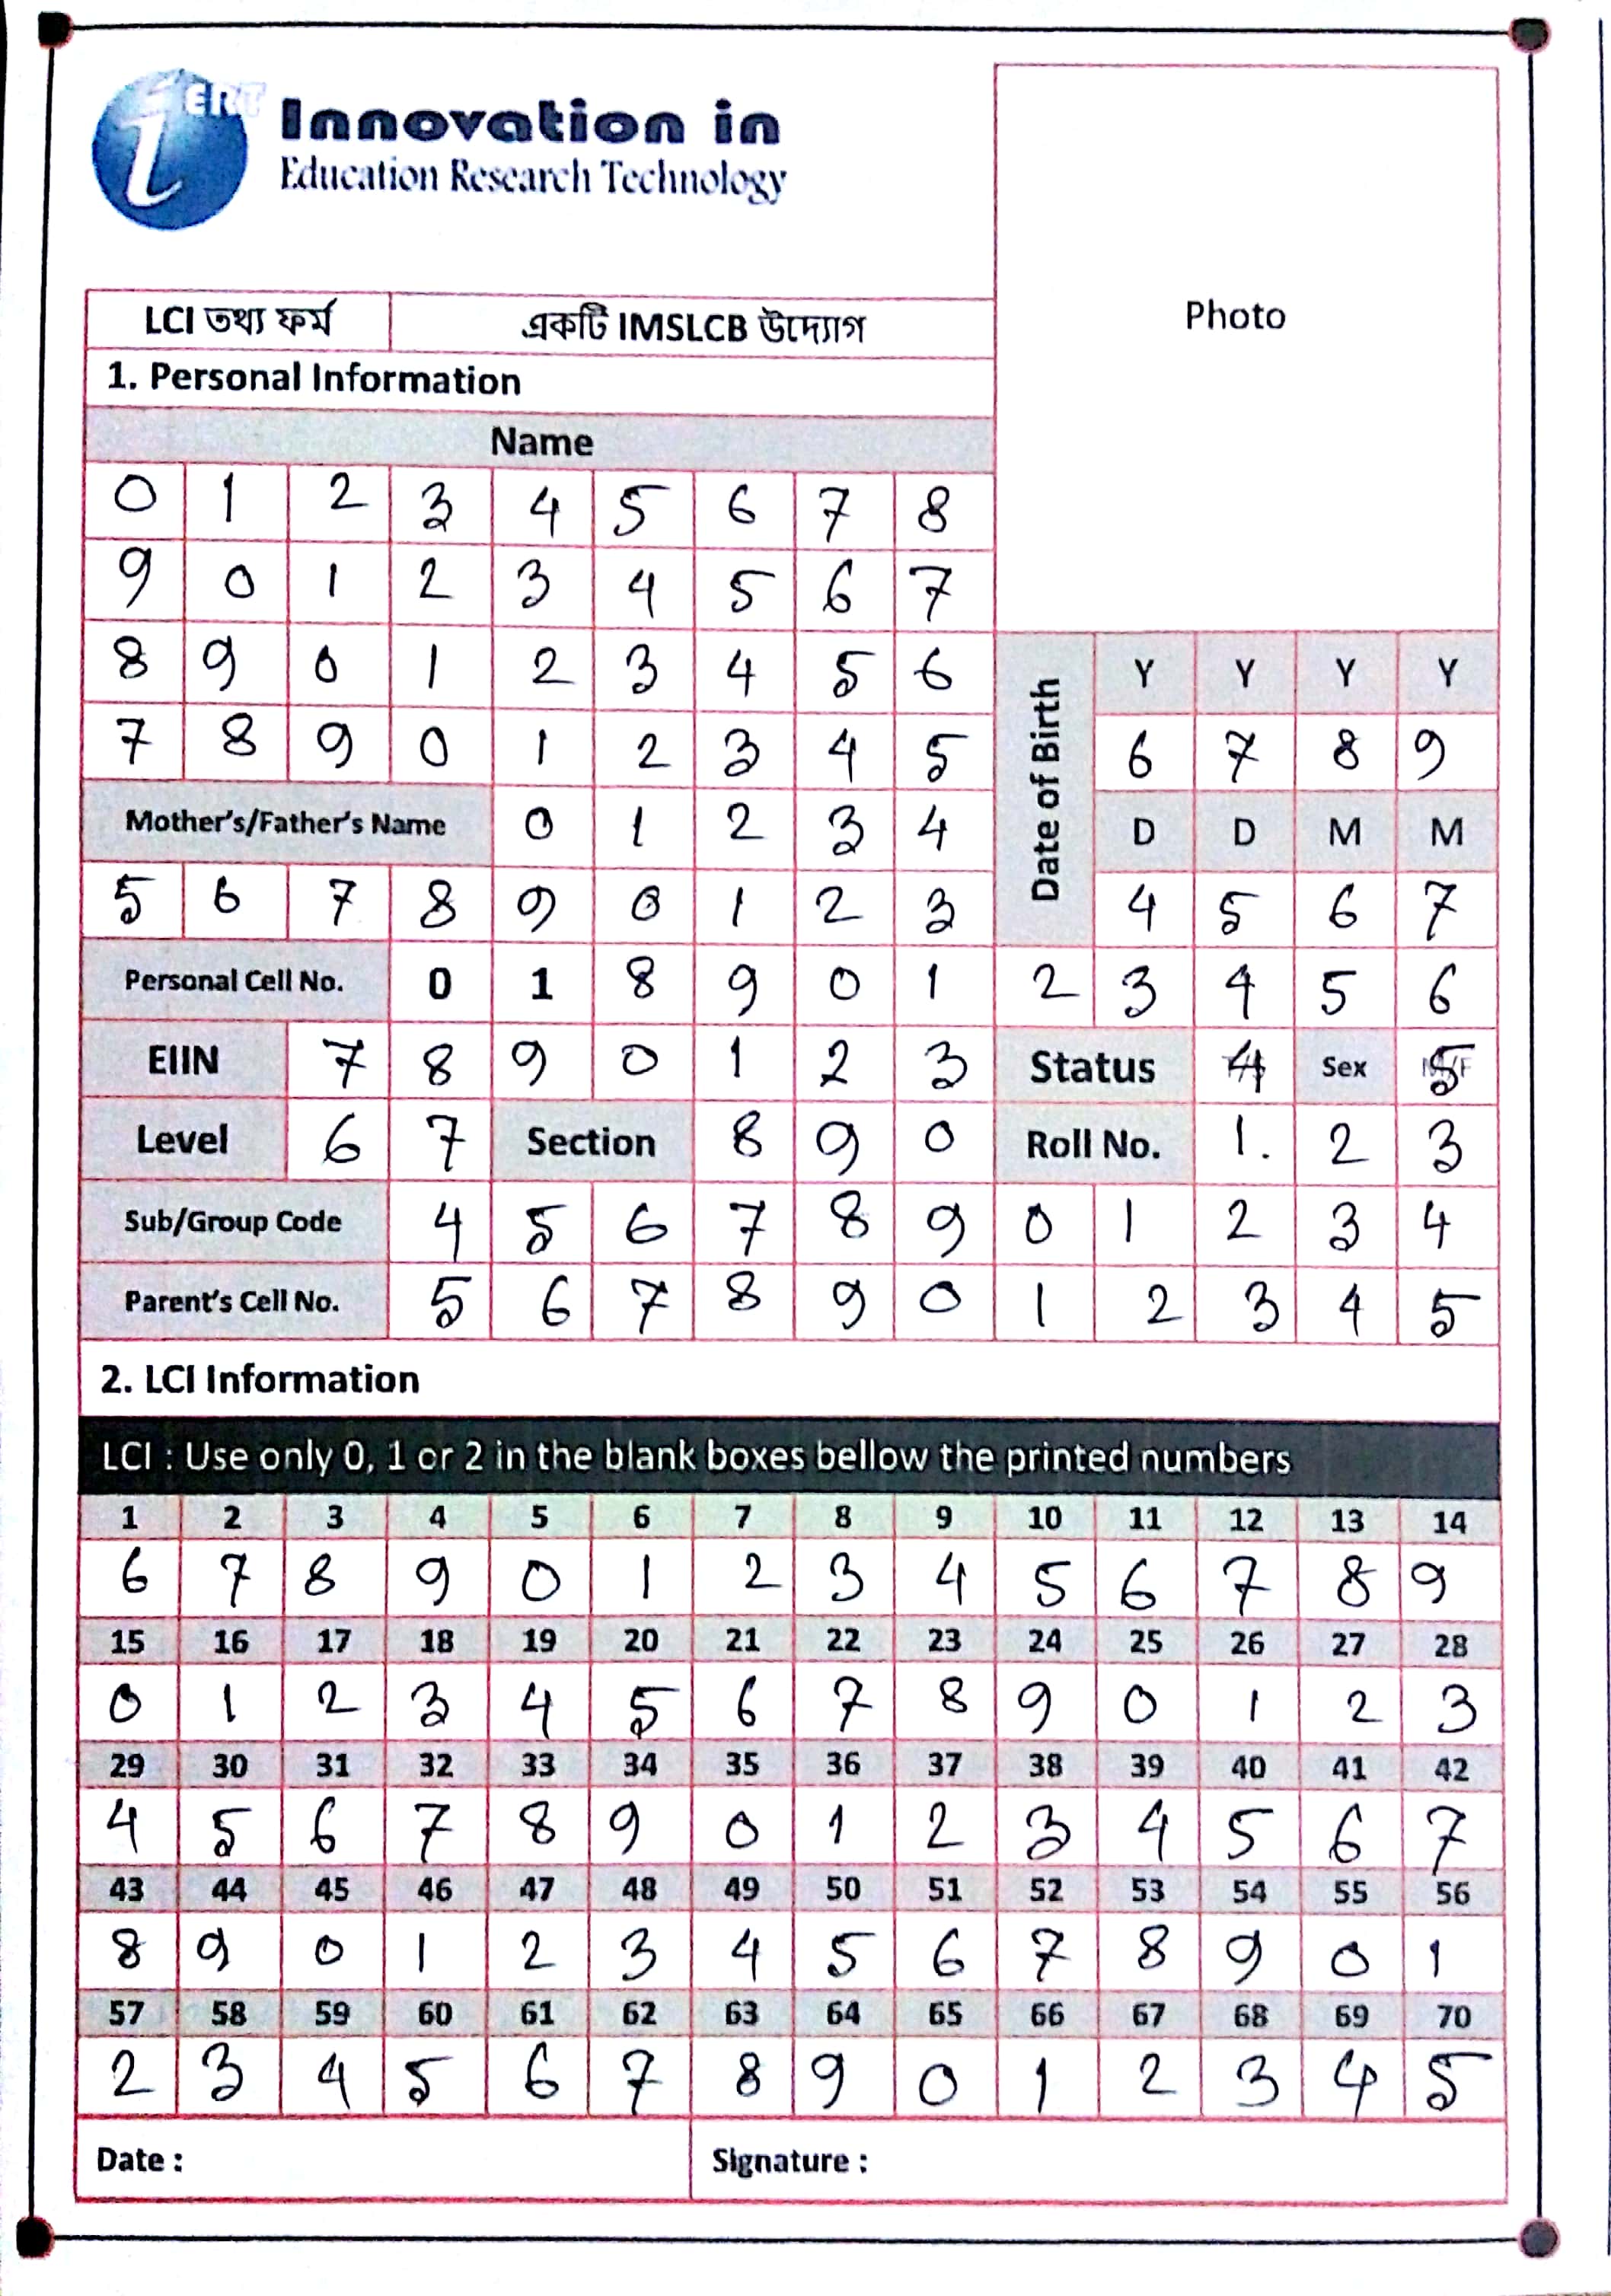 iERT
Innovation in
Education Research Technology
Photo
LCI তথ্য ফর্ম একটি IMSLCB উদ্যোগ
1. Personal Information
Name
0 1 2 3 4 5 6 7 8
9 0 1 2 3 4 5 6 7
8 9 0 1 2 3 4 5 6
7 8 9 0 1 2 3 4 5
Date of Birth
Y Y Y Y
6 7 8 9
Mother's/Father's Name 0 1 2 3 4
D D M M
5 6 7 8 9 0 1 2 3
4 5 6 7
Personal Cell No. 0 1 8 9 0 1 2 3 4 5 6
EIIN 7 8 9 0 1 2 3 Status 4 Sex 5
Level 6 7 Section 8 9 0 Roll No. 1. 2 3
Sub/Group Code 4 5 6 7 8 9 0 1 2 3 4
Parent's Cell No. 5 6 7 8 9 0 1 2 3 4 5
2. LCI Information
LCI : Use only 0, 1 or 2 in the blank boxes bellow the printed numbers
1 2 3 4 5 6 7 8 9 10 11 12 13 14
6 7 8 9 0 1 2 3 4 5 6 7 8 9
15 16 17 18 19 20 21 22 23 24 25 26 27 28
0 1 2 3 4 5 6 7 8 9 0 1 2 3
29 30 31 32 33 34 35 36 37 38 39 40 41 42
4 5 6 7 8 9 0 1 2 3 4 5 6 7
43 44 45 46 47 48 49 50 51 52 53 54 55 56
8 9 0 1 2 3 4 5 6 7 8 9 0 1
57 58 59 60 61 62 63 64 65 66 67 68 69 70
2 3 4 5 6 7 8 9 0 1 2 3 4 5
Date : Signature :